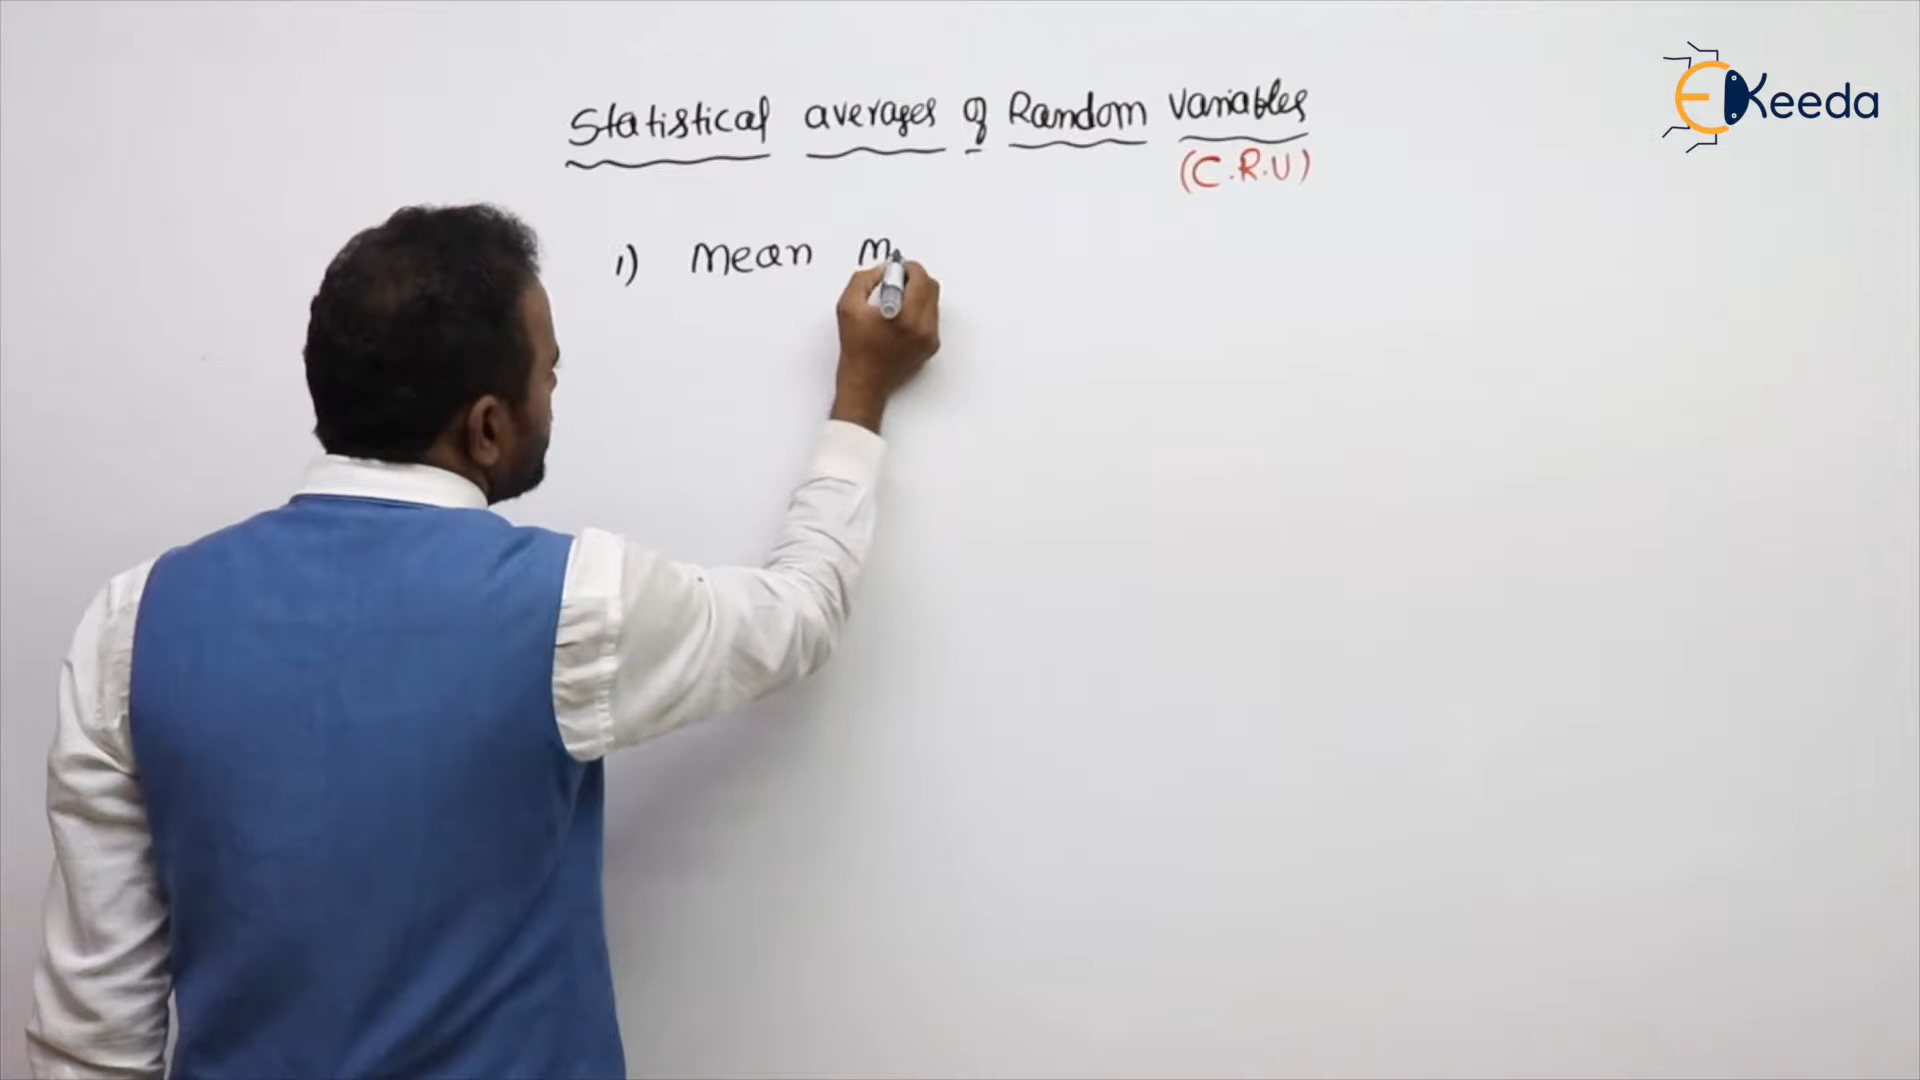 Statistical averages of Random variables
(C.R.V)
1) Mean m
EKeeda